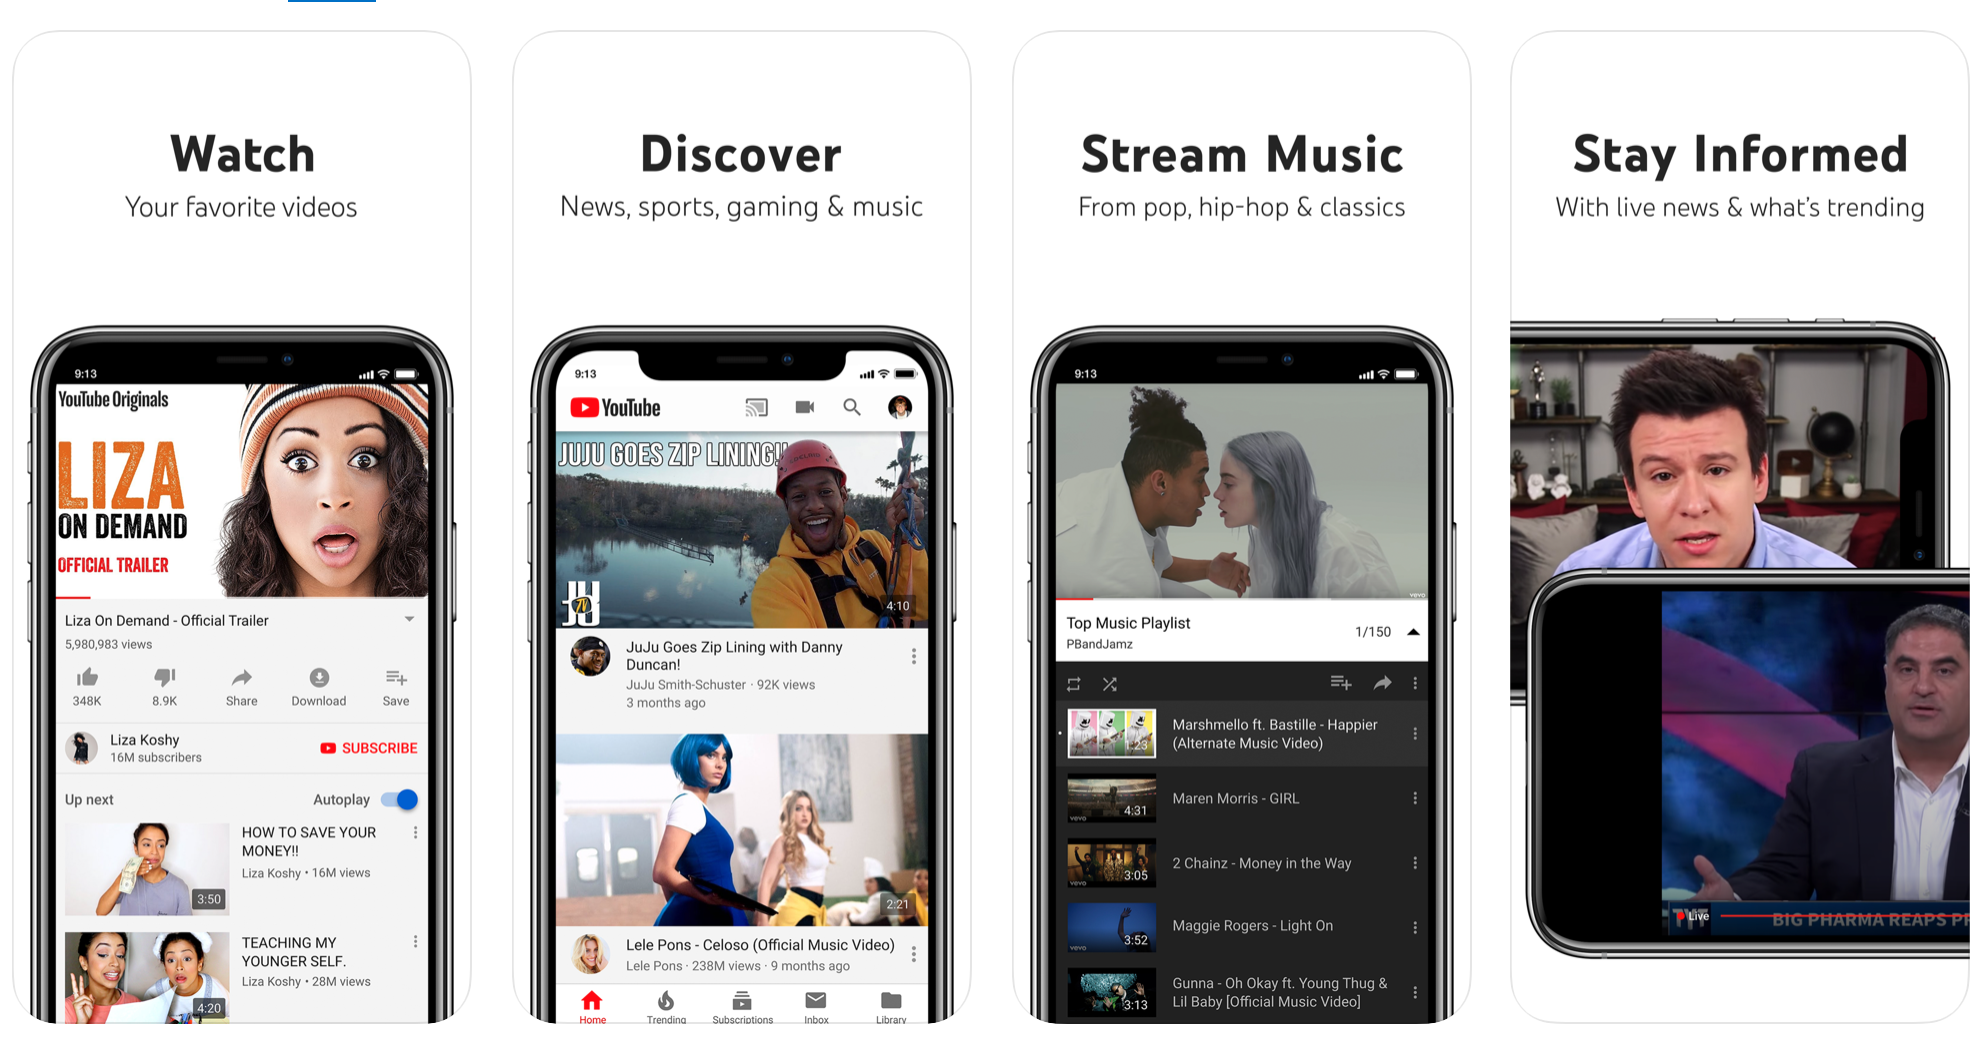 Watch
Your favorite videos
9:13
YouTube Originals
LIZA
ON DEMAND
OFFICIAL TRAILER
Liza On Demand - Official Trailer
5,980,983 views
348K
8.9K
Share
Download
Save
Liza Koshy
16M subscribers
SUBSCRIBE
Up next
Autoplay
HOW TO SAVE YOUR
MONEY!!
Liza Koshy • 16M views
3:50
TEACHING MY
YOUNGER SELF.
Liza Koshy • 28M views
4:20
Discover
News, sports, gaming & music
9:13
YouTube
JUJU GOES ZIP LINING!!
JUJU
TV
4:10
JuJu Goes Zip Lining with Danny
Duncan!
JuJu Smith-Schuster · 92K views
3 months ago
2:21
Lele Pons - Celoso (Official Music Video)
Lele Pons · 238M views · 9 months ago
Home
Trending
Subscriptions
Inbox
Library
Stream Music
From pop, hip-hop & classics
9:13
vevo
Top Music Playlist
PBandJamz
1/150
Marshmello ft. Bastille - Happier
(Alternate Music Video)
1:23
Maren Morris - GIRL
4:31
vevo
2 Chainz - Money in the Way
3:05
vevo
Maggie Rogers - Light On
3:52
vevo
Gunna - Oh Okay ft. Young Thug &
Lil Baby [Official Music Video]
3:13
Stay Informed
With live news & what's trending
TYT
Live
BIG PHARMA REAPS